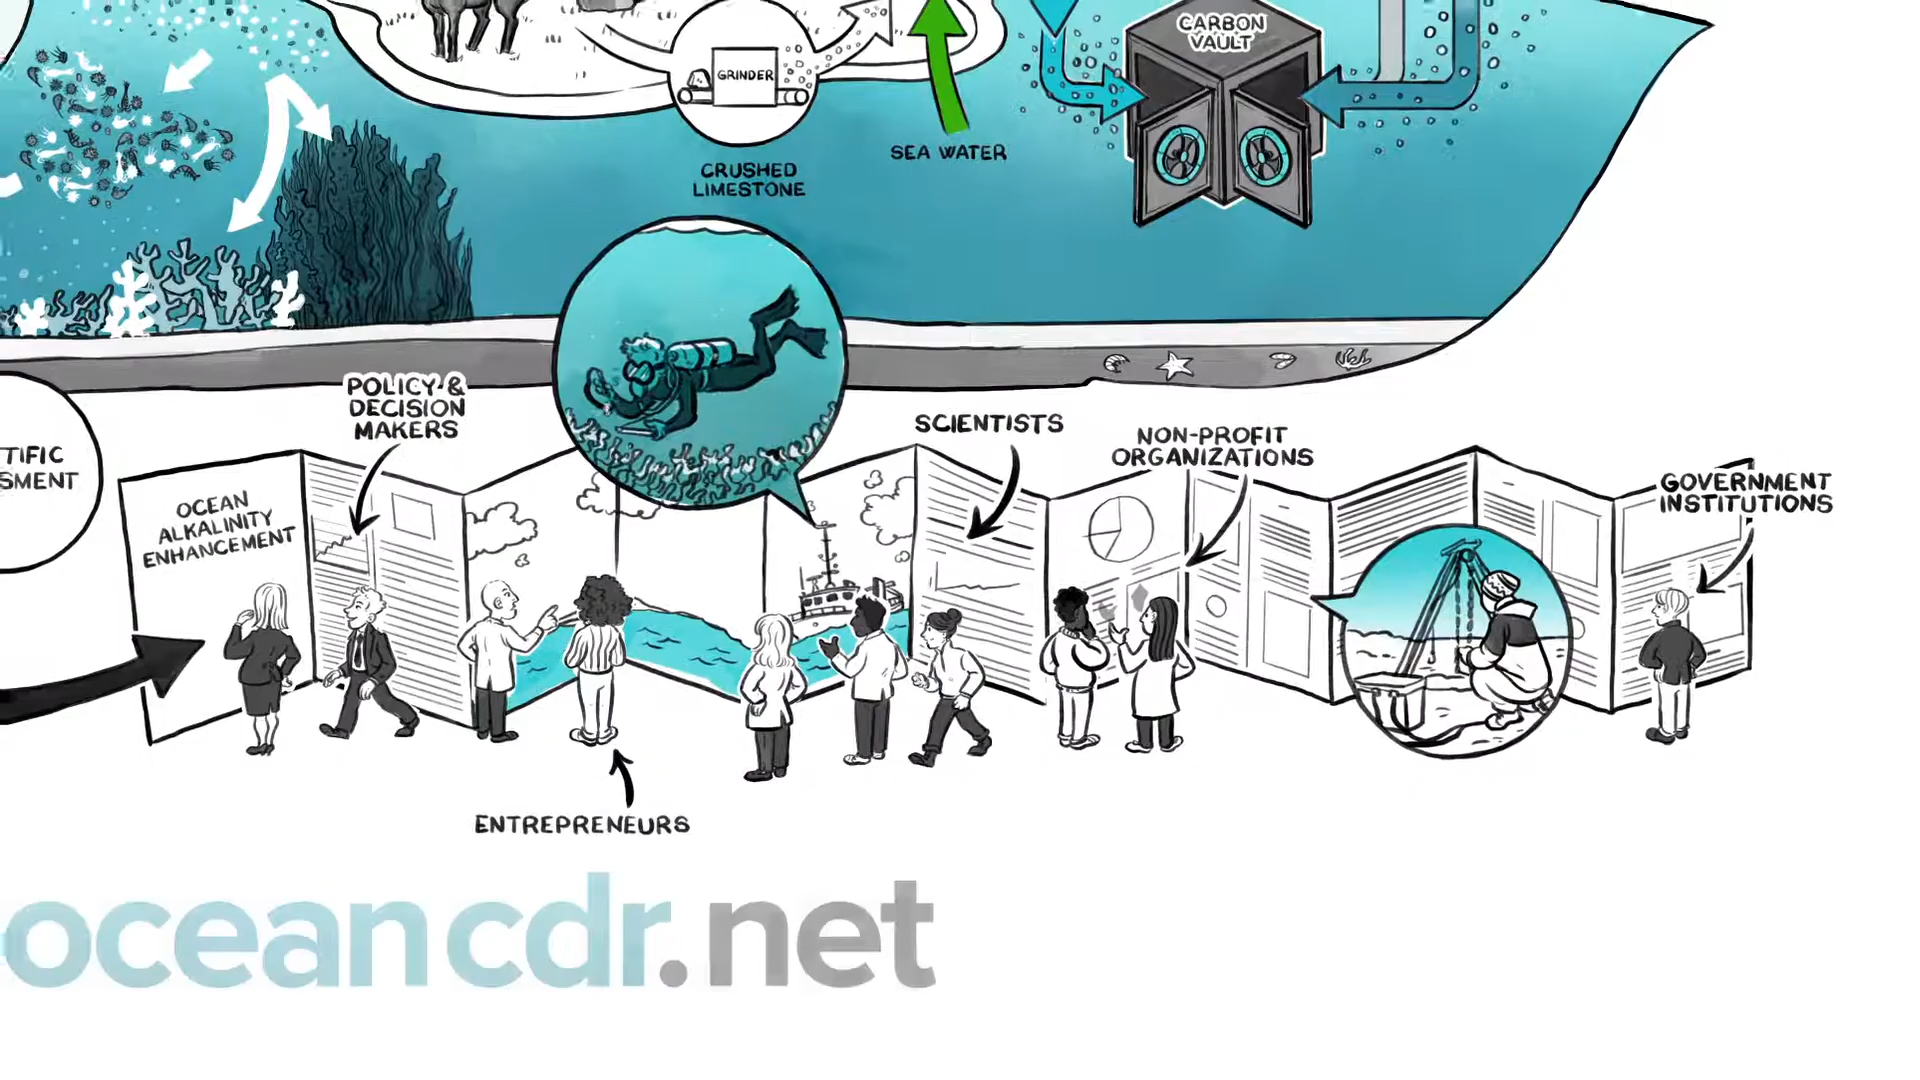 CARBON
VAULT
GRINDER
CRUSHED
LIMESTONE
SEA WATER
POLICY &
DECISION
MAKERS
SCIENTISTS
NON-PROFIT
ORGANIZATIONS
GOVERNMENT
INSTITUTIONS
TIFIC
SMENT
OCEAN
ALKALINITY
ENHANCEMENT
ENTREPRENEURS
oceancdr.net